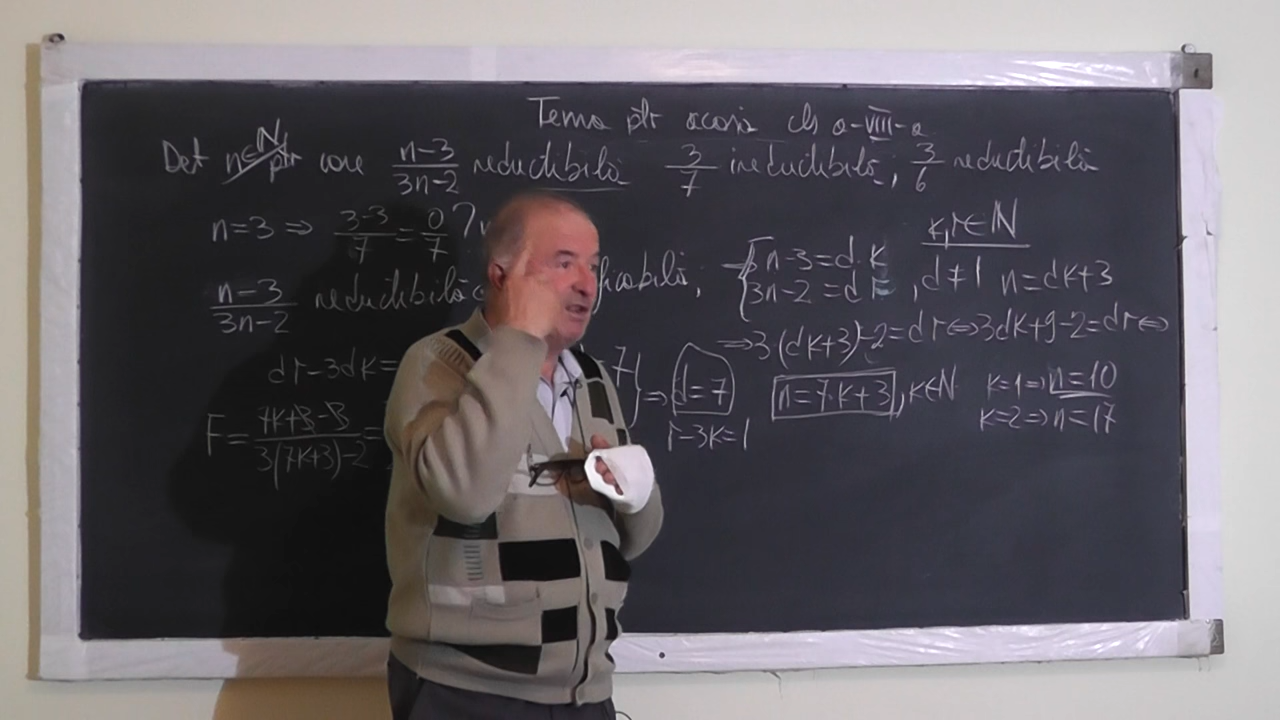 Tema ptr acasă cls a-VIII-a
Det n∈N ptr care n-3/3n-2 reductibilă 3/7 ireductibilă; 3/6 reductibilă
n=3 ⇒ 3-3/7 = 0/7 ?
k,r∈N
n-3/3n-2 reductibilă ; n-3=d·k
3n-2=d r , d≠1 n=dk+3
⇒3(dk+3)-2=dr⇔3dk+9-2=dr⇔
dr-3dk= =7 ⇒ d=7 n=7·k+3, k∈N k=1⇒n=10
r-3k=1 k=2⇒n=17
F= 7k+3-3/3(7k+3)-2 =